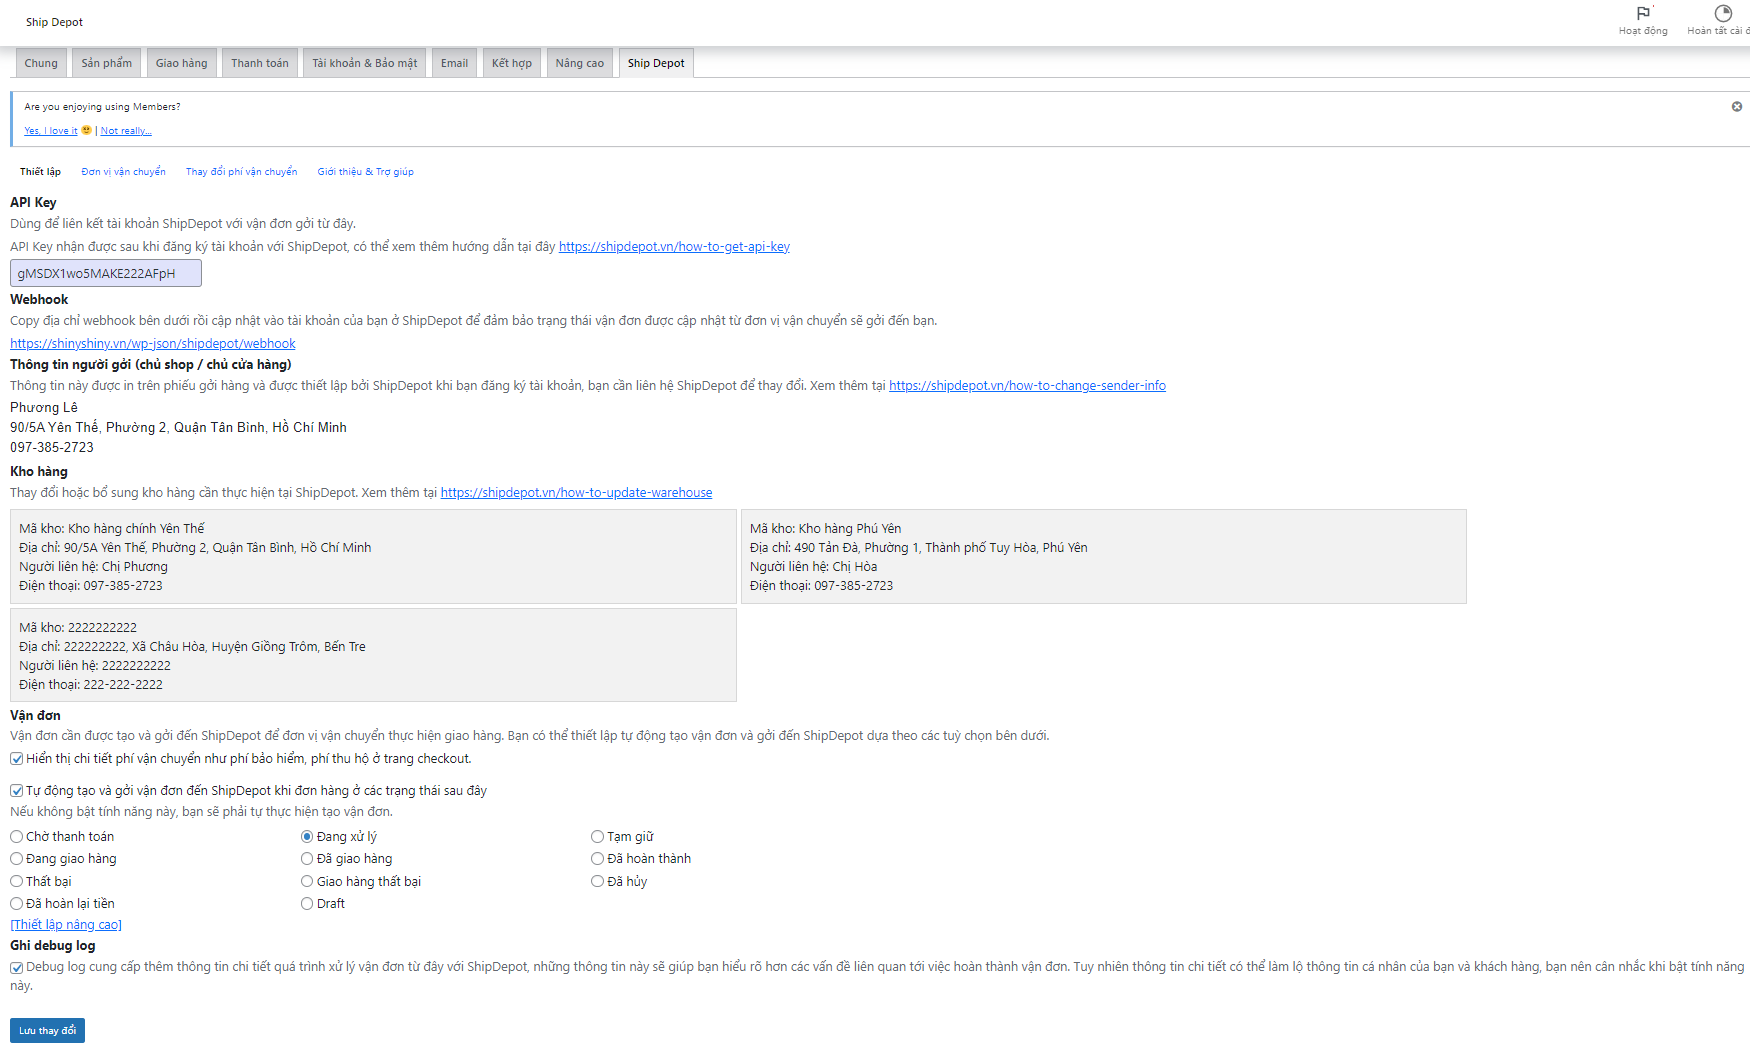 Ship Depot
Hoạt động
Hoàn tất cài đ
Chung
Sản phẩm
Giao hàng
Thanh toán
Tài khoản & Bảo mật
Email
Kết hợp
Nâng cao
Ship Depot
Are you enjoying using Members?
Yes, I love it 🙂 | Not really...
Thiết lập
Đơn vị vận chuyển
Thay đổi phí vận chuyển
Giới thiệu & Trợ giúp
API Key
Dùng để liên kết tài khoản ShipDepot với vận đơn gởi từ đây.
API Key nhận được sau khi đăng ký tài khoản với ShipDepot, có thể xem thêm hướng dẫn tại đây https://shipdepot.vn/how-to-get-api-key
gMSDX1wo5MAKE222AFpH
Webhook
Copy địa chỉ webhook bên dưới rồi cập nhật vào tài khoản của bạn ở ShipDepot để đảm bảo trạng thái vận đơn được cập nhật từ đơn vị vận chuyển sẽ gởi đến bạn.
https://shinyshiny.vn/wp-json/shipdepot/webhook
Thông tin người gởi (chủ shop / chủ cửa hàng)
Thông tin này được in trên phiếu gởi hàng và được thiết lập bởi ShipDepot khi bạn đăng ký tài khoản, bạn cần liên hệ ShipDepot để thay đổi. Xem thêm tại https://shipdepot.vn/how-to-change-sender-info
Phương Lê
90/5A Yên Thế, Phường 2, Quận Tân Bình, Hồ Chí Minh
097-385-2723
Kho hàng
Thay đổi hoặc bổ sung kho hàng cần thực hiện tại ShipDepot. Xem thêm tại https://shipdepot.vn/how-to-update-warehouse
Mã kho: Kho hàng chính Yên Thế
Địa chỉ: 90/5A Yên Thế, Phường 2, Quận Tân Bình, Hồ Chí Minh
Người liên hệ: Chị Phương
Điện thoại: 097-385-2723
Mã kho: Kho hàng Phú Yên
Địa chỉ: 490 Tản Đà, Phường 1, Thành phố Tuy Hòa, Phú Yên
Người liên hệ: Chị Hòa
Điện thoại: 097-385-2723
Mã kho: 2222222222
Địa chỉ: 222222222, Xã Châu Hòa, Huyện Giồng Trôm, Bến Tre
Người liên hệ: 2222222222
Điện thoại: 222-222-2222
Vận đơn
Vận đơn cần được tạo và gởi đến ShipDepot để đơn vị vận chuyển thực hiện giao hàng. Bạn có thể thiết lập tự động tạo vận đơn và gởi đến ShipDepot dựa theo các tuỳ chọn bên dưới.
Hiển thị chi tiết phí vận chuyển như phí bảo hiểm, phí thu hộ ở trang checkout.
Tự động tạo và gởi vận đơn đến ShipDepot khi đơn hàng ở các trạng thái sau đây
Nếu không bật tính năng này, bạn sẽ phải tự thực hiện tạo vận đơn.
Chờ thanh toán
Đang xử lý
Tạm giữ
Đang giao hàng
Đã giao hàng
Đã hoàn thành
Thất bại
Giao hàng thất bại
Đã hủy
Đã hoàn lại tiền
Draft
[Thiết lập nâng cao]
Ghi debug log
Debug log cung cấp thêm thông tin chi tiết quá trình xử lý vận đơn từ đây với ShipDepot, những thông tin này sẽ giúp bạn hiểu rõ hơn các vấn đề liên quan tới việc hoàn thành vận đơn. Tuy nhiên thông tin chi tiết có thể làm lộ thông tin cá nhân của bạn và khách hàng, bạn nên cân nhắc khi bật tính năng
này.
Lưu thay đổi